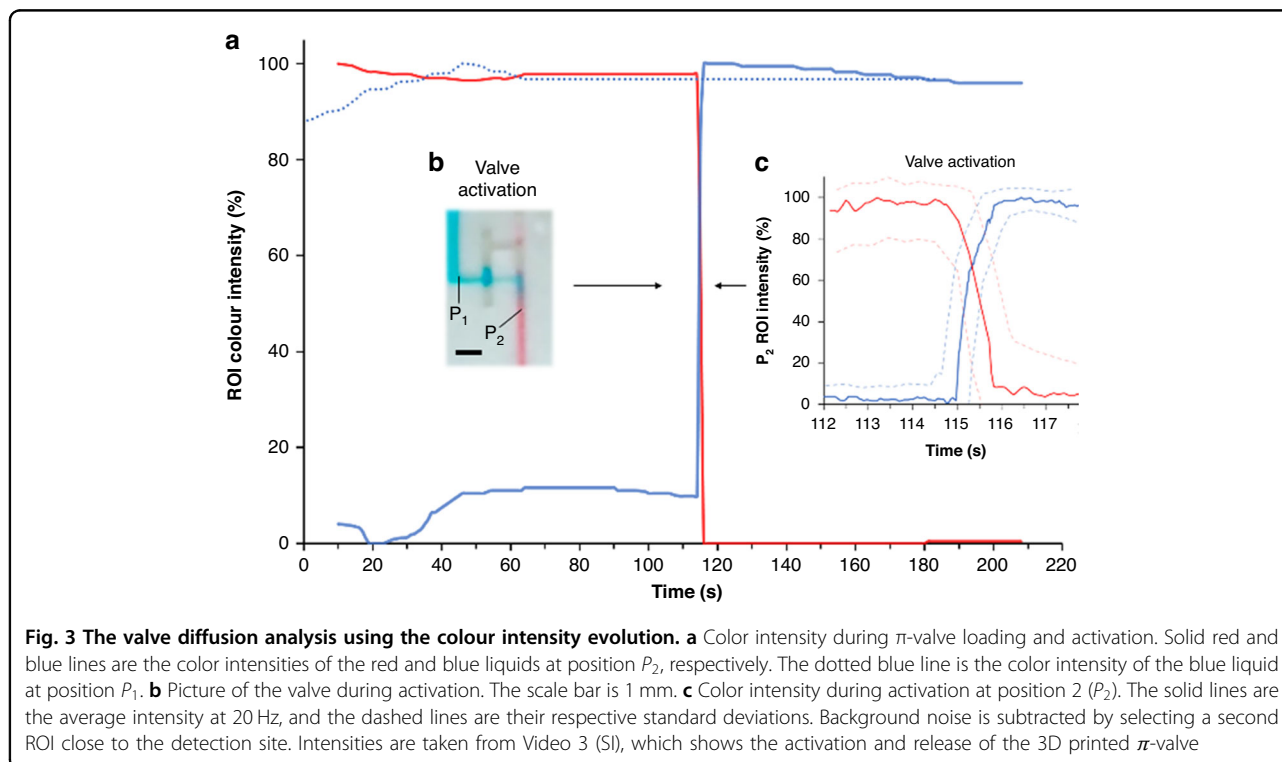 a
100
80
60
40
20
0
ROI colour intensity (%)
0 20 40 60 80 100 120 140 160 180 200 220
Time (s)
b
Valve
activation
P1
P2
c
Valve activation
100
80
60
40
20
0
P2 ROI intensity (%)
112 113 114 115 116 117
Time (s)
Fig. 3 The valve diffusion analysis using the colour intensity evolution. a Color intensity during π-valve loading and activation. Solid red and
blue lines are the color intensities of the red and blue liquids at position P2, respectively. The dotted blue line is the color intensity of the blue liquid
at position P1. b Picture of the valve during activation. The scale bar is 1 mm. c Color intensity during activation at position 2 (P2). The solid lines are
the average intensity at 20 Hz, and the dashed lines are their respective standard deviations. Background noise is subtracted by selecting a second
ROI close to the detection site. Intensities are taken from Video 3 (SI), which shows the activation and release of the 3D printed π-valve